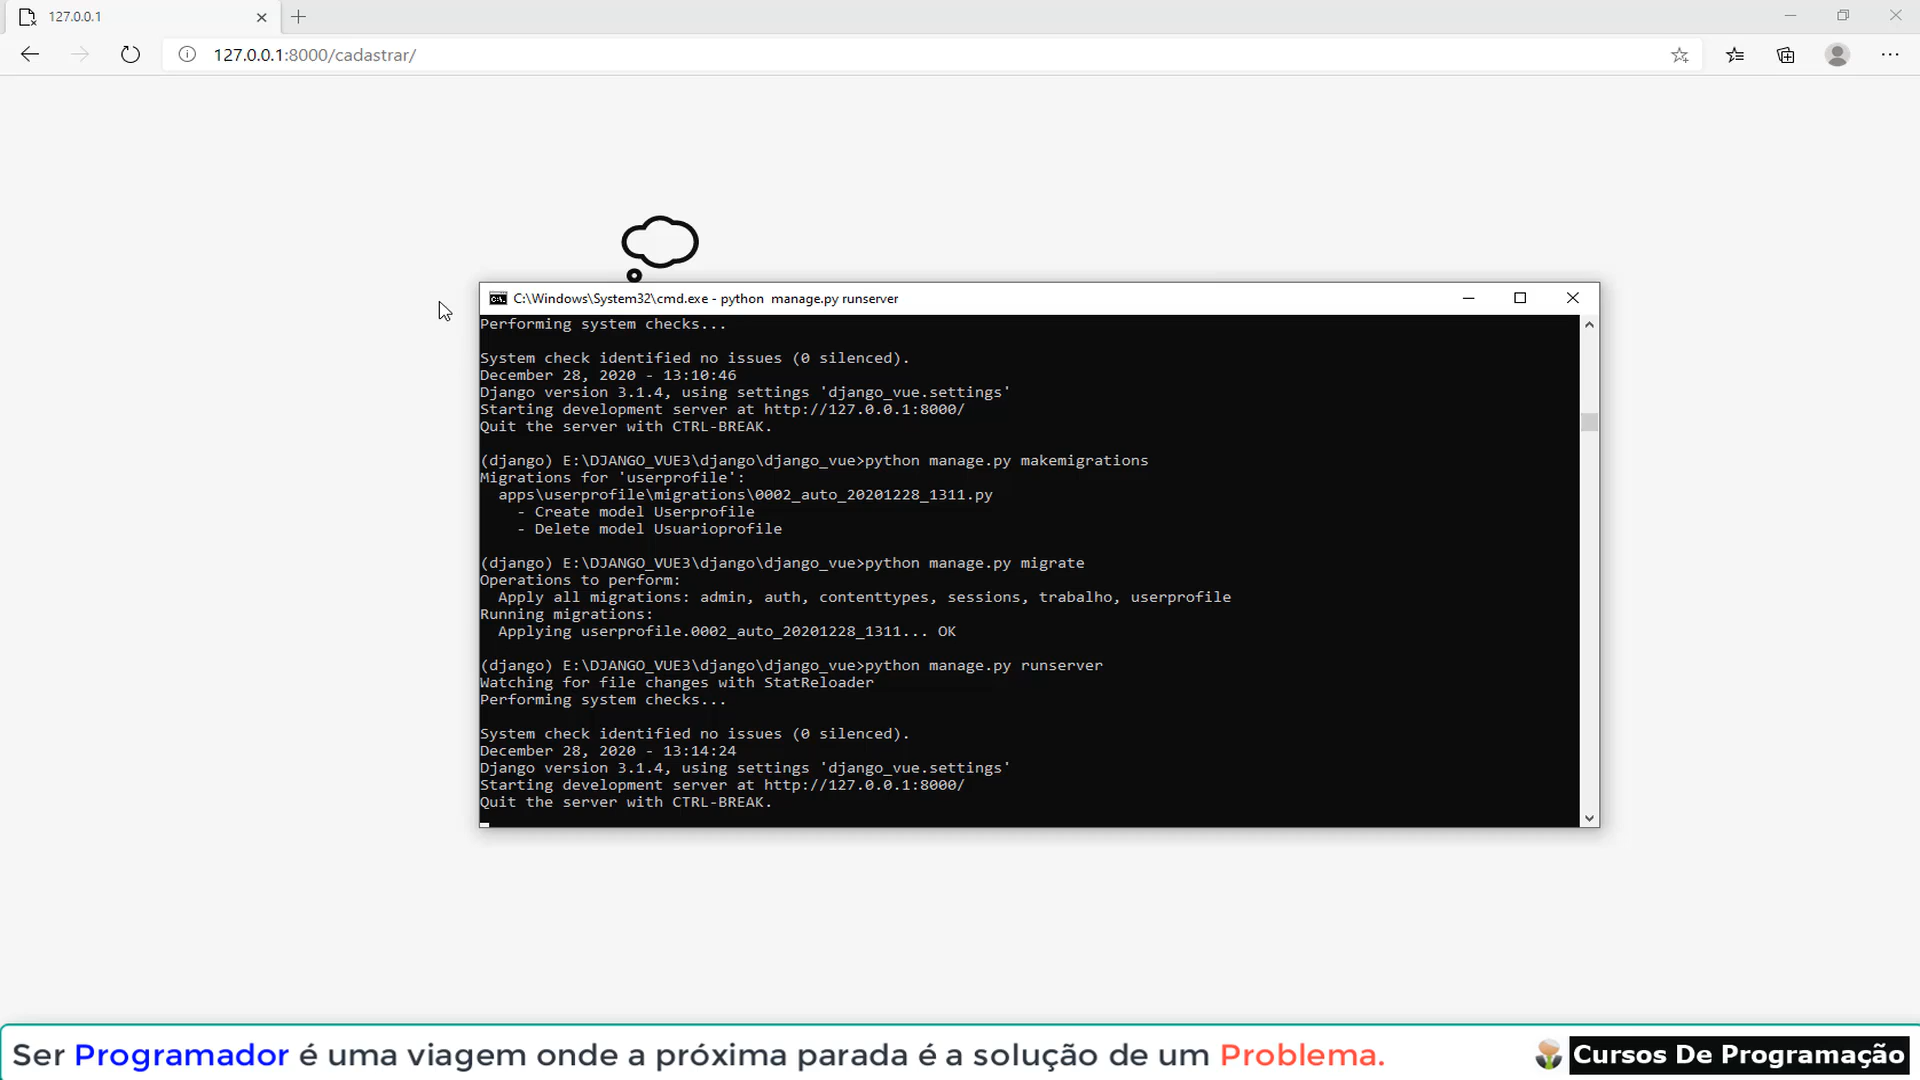 127.0.0.1
127.0.0.1:8000/cadastrar/
C:\Windows\System32\cmd.exe - python  manage.py runserver
Performing system checks...
System check identified no issues (0 silenced).
December 28, 2020 - 13:10:46
Django version 3.1.4, using settings 'django_vue.settings'
Starting development server at http://127.0.0.1:8000/
Quit the server with CTRL-BREAK.
(django) E:\DJANGO_VUE3\django\django_vue>python manage.py makemigrations
Migrations for 'userprofile':
  apps\userprofile\migrations\0002_auto_20201228_1311.py
    - Create model Userprofile
    - Delete model Usuarioprofile
(django) E:\DJANGO_VUE3\django\django_vue>python manage.py migrate
Operations to perform:
  Apply all migrations: admin, auth, contenttypes, sessions, trabalho, userprofile
Running migrations:
  Applying userprofile.0002_auto_20201228_1311... OK
(django) E:\DJANGO_VUE3\django\django_vue>python manage.py runserver
Watching for file changes with StatReloader
Performing system checks...
System check identified no issues (0 silenced).
December 28, 2020 - 13:14:24
Django version 3.1.4, using settings 'django_vue.settings'
Starting development server at http://127.0.0.1:8000/
Quit the server with CTRL-BREAK.
Ser Programador é uma viagem onde a próxima parada é a solução de um Problema.
Cursos De Programação